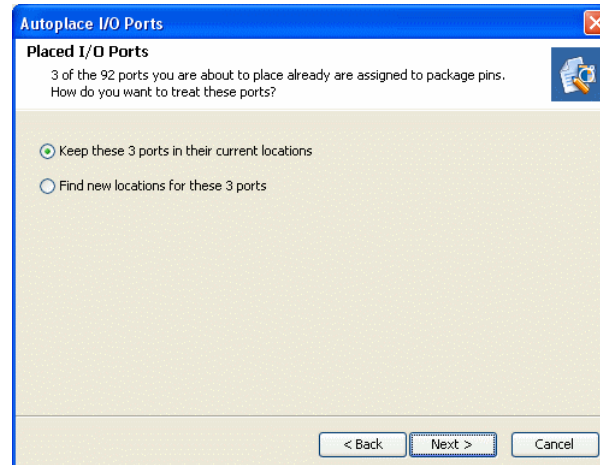 Autoplace I/O Ports
Placed I/O Ports
3 of the 92 ports you are about to place already are assigned to package pins.
How do you want to treat these ports?
Keep these 3 ports in their current locations
Find new locations for these 3 ports
< Back
Next >
Cancel